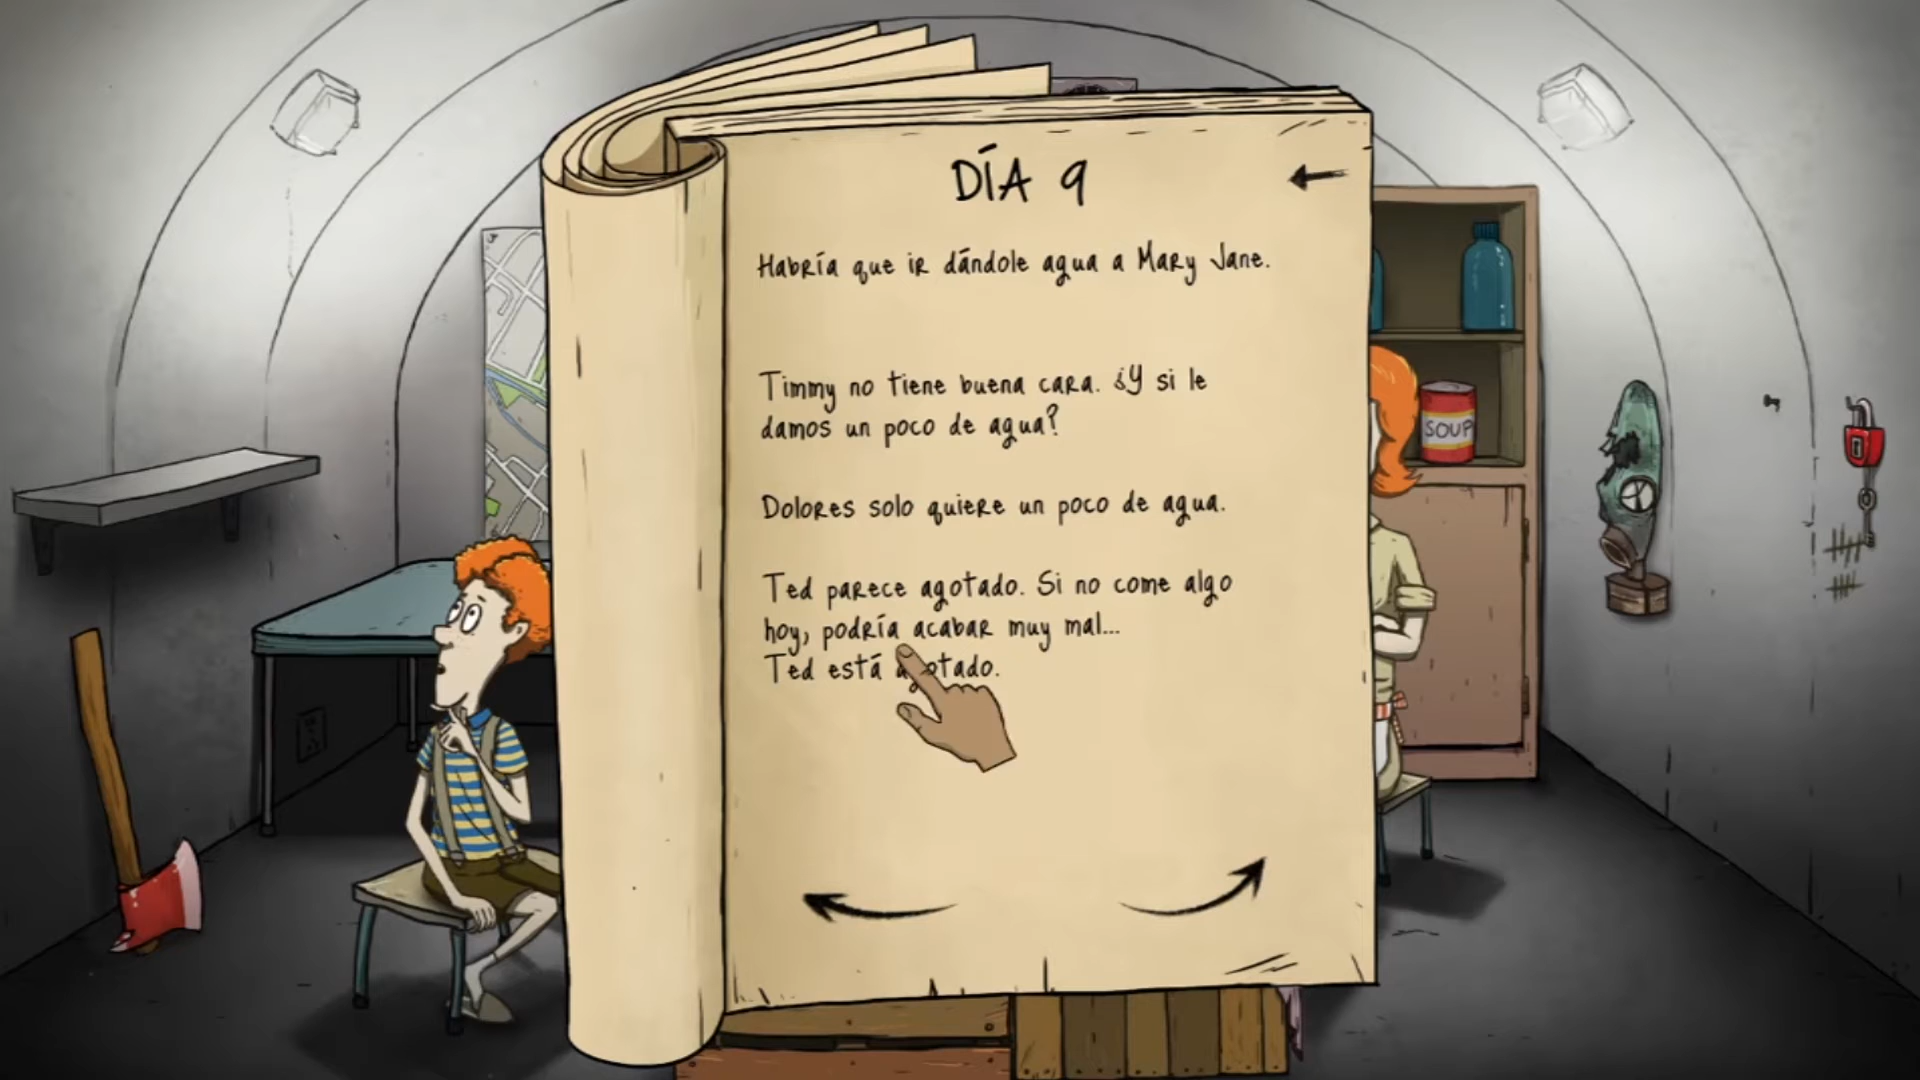 DÍA 9
Habría que ir dándole agua a Mary Jane.
Timmy no tiene buena cara. ¿Y si le
damos un poco de agua?
Dolores solo quiere un poco de agua.
Ted parece agotado. Si no come algo
hoy, podría acabar muy mal...
Ted está agotado.
SOUP